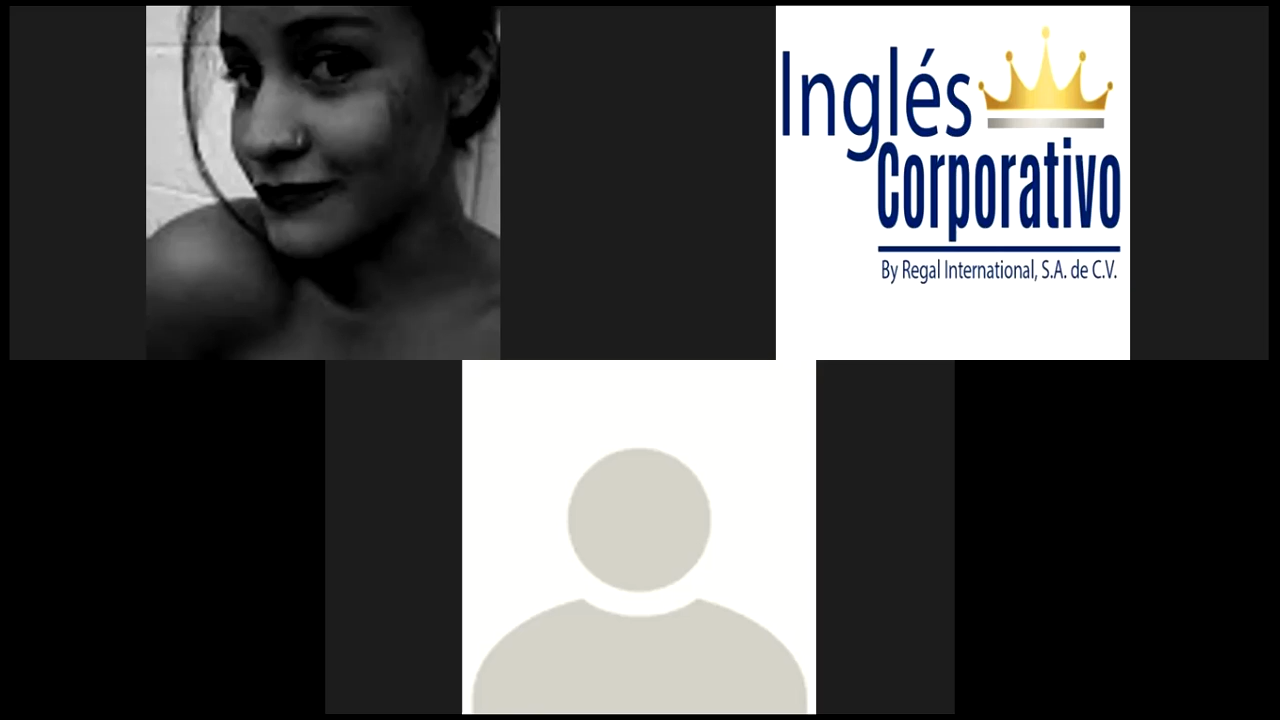 Inglés
Corporativo
By Regal International, S.A. de C.V.